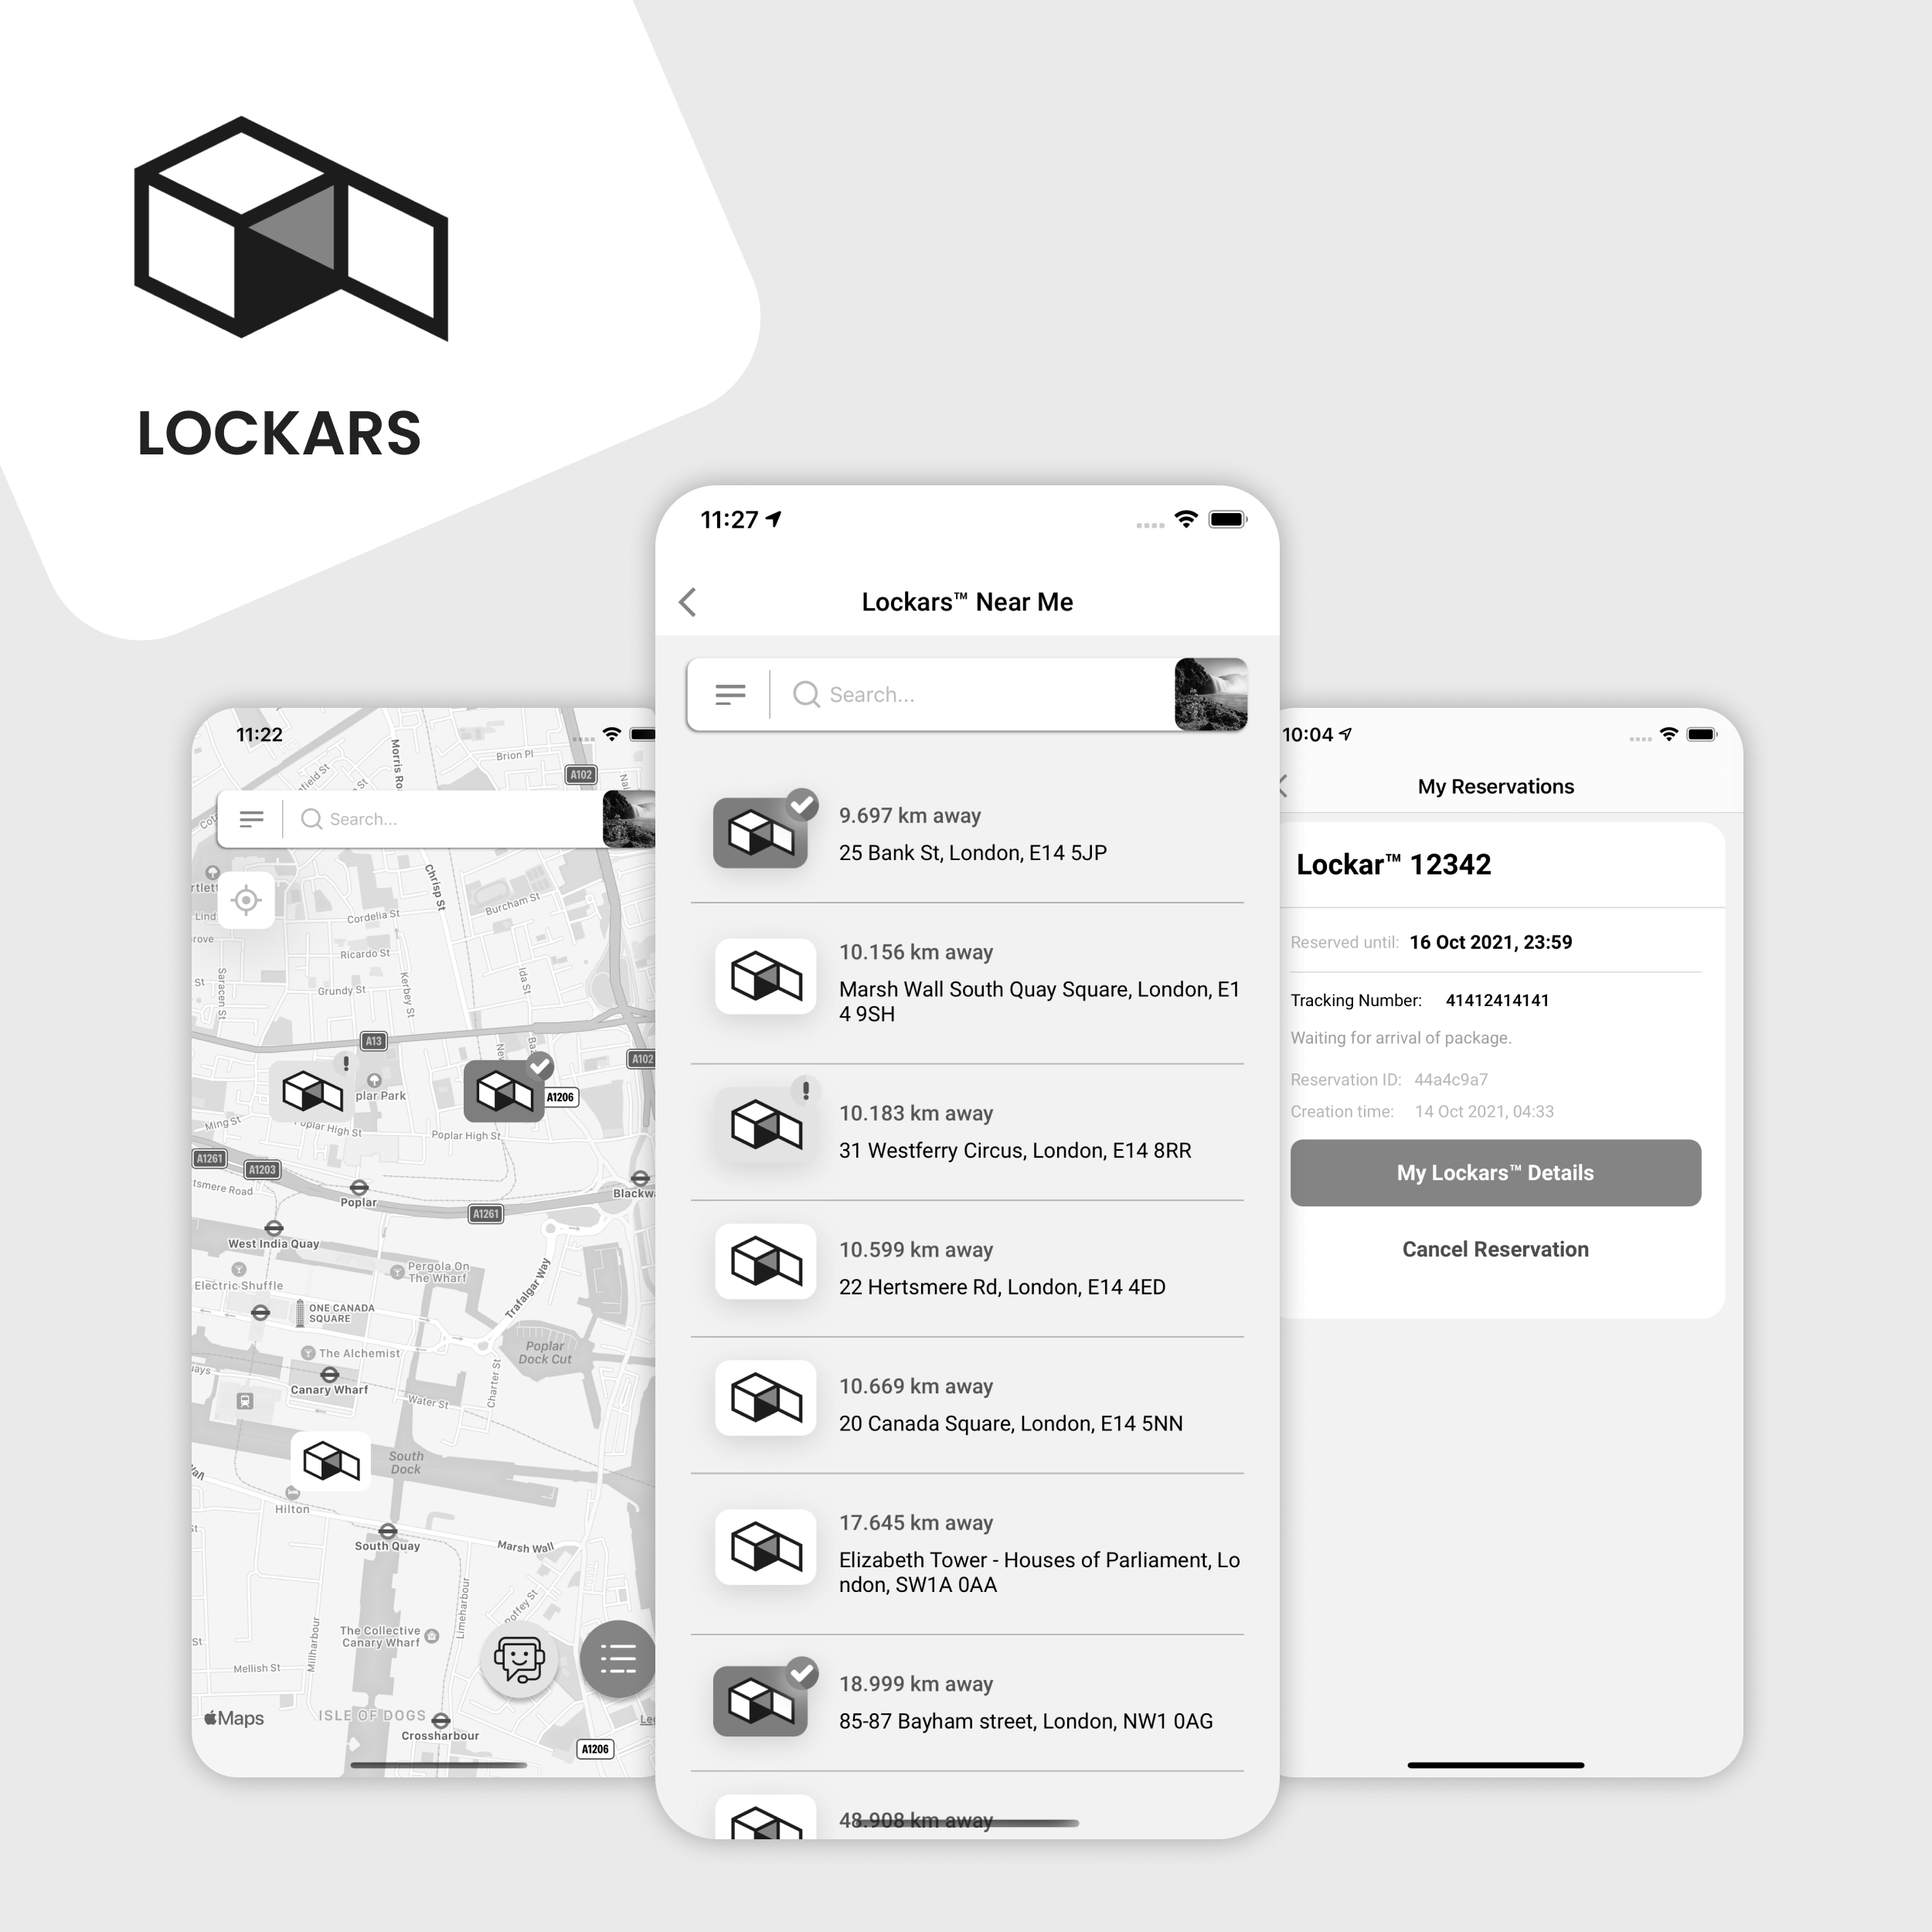 LOCKARS
11:22
Brion Pl
Morris Ro
A102
Search...
Chrisp St
Burcham St
Cordelia St
Ricardo St
Grundy St
Kerbey St
Saracen St
Ida St
A13
A102
plar Park
A1206
Ming St
Poplar High St
Poplar High St
A1261
A1203
tsmere Road
Poplar
A1261
Blackwa
West India Quay
Electric Shuffle
Pergola On
The Wharf
Trafalgar Way
ONE CANADA
SQUARE
The Alchemist
Poplar
Dock Cut
Canary Wharf
Water St
Charter St
South
Dock
Hilton
South Quay
Marsh Wall
Limeharbour
Millharbour
The Collective
Canary Wharf
Mellish St
Maps
ISLE OF DOGS
Crossharbour
A1206
11:27
Lockars™ Near Me
Search...
9.697 km away
25 Bank St, London, E14 5JP
10.156 km away
Marsh Wall South Quay Square, London, E1
4 9SH
10.183 km away
31 Westferry Circus, London, E14 8RR
10.599 km away
22 Hertsmere Rd, London, E14 4ED
10.669 km away
20 Canada Square, London, E14 5NN
17.645 km away
Elizabeth Tower - Houses of Parliament, Lo
ndon, SW1A 0AA
18.999 km away
85-87 Bayham street, London, NW1 0AG
48.908 km away
10:04
My Reservations
Lockar™ 12342
Reserved until: 16 Oct 2021, 23:59
Tracking Number: 41412414141
Waiting for arrival of package.
Reservation ID: 44a4c9a7
Creation time: 14 Oct 2021, 04:33
My Lockars™ Details
Cancel Reservation